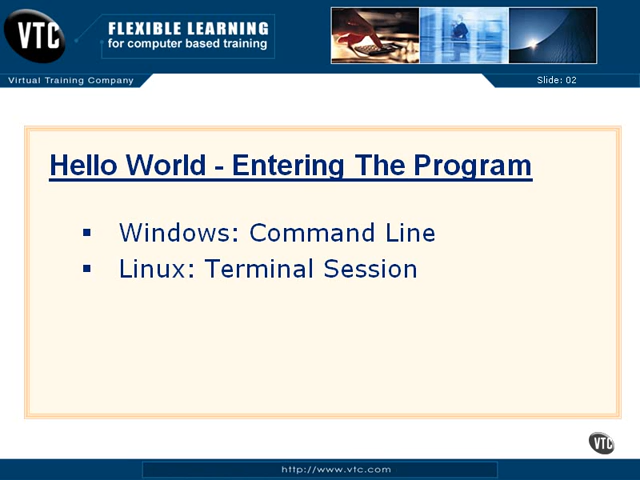 VTC
FLEXIBLE LEARNING
for computer based training
Virtual Training Company
Slide: 02
Hello World - Entering The Program
▪ Windows: Command Line
▪ Linux: Terminal Session
VTC
http://www.vtc.com